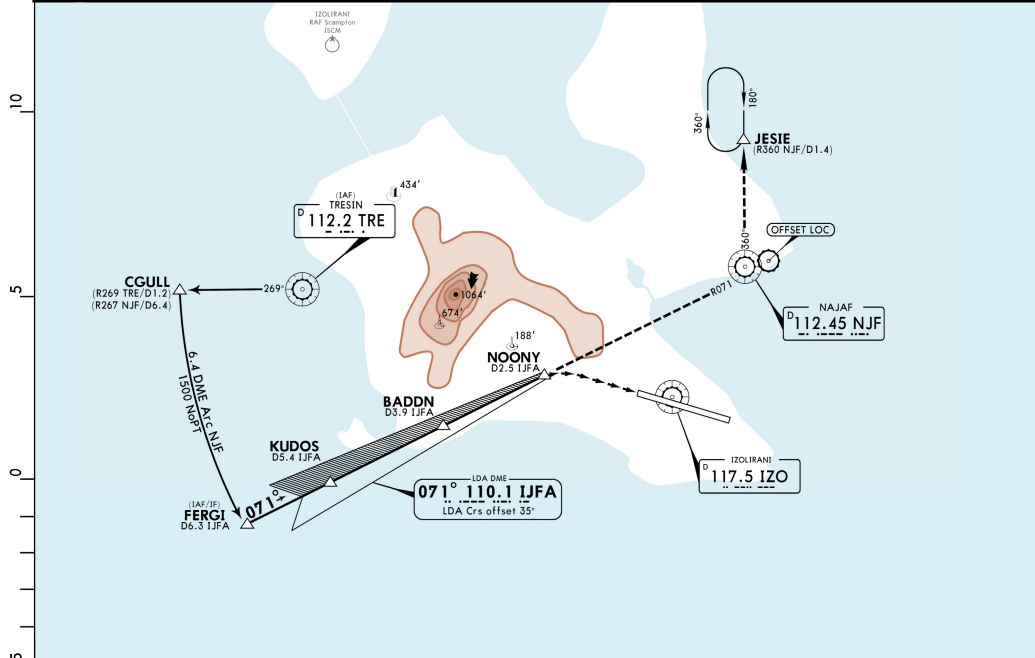 IZOLIRANI
RAF Scampton
ISCM
10
360°
180°
JESIE
(R360 NJF/D1.4)
434'
(IAF)
TRESIN
D 112.2 TRE
OFFSET LOC
360°
CGULL
(R269 TRE/D1.2)
(R267 NJF/D6.4)
269°
5
1064'
674'
R071
NAJAF
D 112.45 NJF
188'
NOONY
D2.5 IJFA
6.4 DME Arc NJF
1500 NoPT
BADDN
D3.9 IJFA
KUDOS
D5.4 IJFA
IZOLIRANI
D 117.5 IZO
0
LDA DME
071° 110.1 IJFA
LDA Crs offset 35°
071°
(IAF/IF)
FERGI
D6.3 IJFA
5